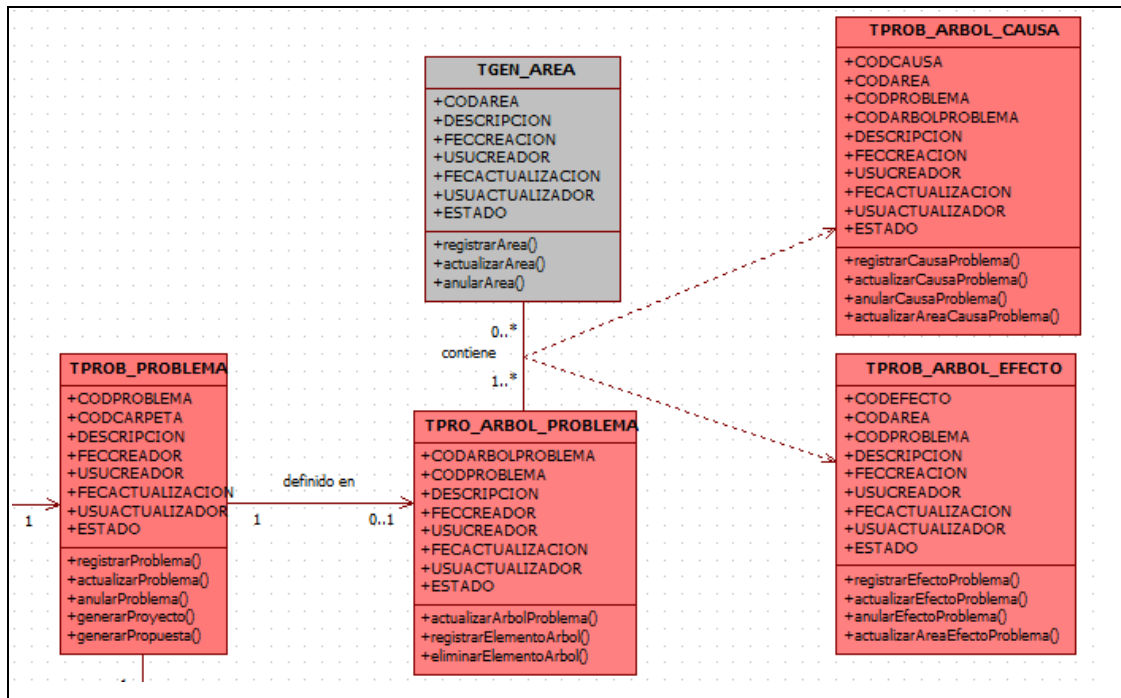 TGEN_AREA
+CODAREA
+DESCRIPCION
+FECCREACION
+USUCREADOR
+FECACTUALIZACION
+USUACTUALIZADOR
+ESTADO
+registrarArea()
+actualizarArea()
+anularArea()
TPROB_ARBOL_CAUSA
+CODCAUSA
+CODAREA
+CODPROBLEMA
+CODARBOLPROBLEMA
+DESCRIPCION
+FECCREACION
+USUCREADOR
+FECACTUALIZACION
+USUACTUALIZADOR
+ESTADO
+registrarCausaProblema()
+actualizarCausaProblema()
+anularCausaProblema()
+actualizarAreaCausaProblema()
0..*
contiene
1..*
TPROB_PROBLEMA
+CODPROBLEMA
+CODCARPETA
+DESCRIPCION
+FECCREADOR
+USUCREADOR
+FECACTUALIZACION
+USUACTUALIZADOR
+ESTADO
+registrarProblema()
+actualizarProblema()
+anularProblema()
+generarProyecto()
+generarPropuesta()
1
definido en
1
0..1
TPRO_ARBOL_PROBLEMA
+CODARBOLPROBLEMA
+CODPROBLEMA
+DESCRIPCION
+FECCREADOR
+USUCREADOR
+FECACTUALIZACION
+USUACTUALIZADOR
+ESTADO
+actualizarArbolProblema()
+registrarElementoArbol()
+eliminarElementoArbol()
TPROB_ARBOL_EFECTO
+CODEFECTO
+CODAREA
+CODPROBLEMA
+DESCRIPCION
+FECCREACION
+USUCREADOR
+FECACTUALIZACION
+USUACTUALIZADOR
+ESTADO
+registrarEfectoProblema()
+actualizarEfectoProblema()
+anularEfectoProblema()
+actualizarAreaEfectoProblema()